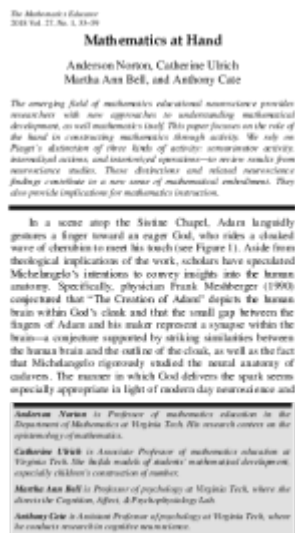 The Mathematics Educator
2018 Vol. 27, No. 1, 33–59
Mathematics at Hand
Anderson Norton, Catherine Ulrich
Martha Ann Bell, and Anthony Cate
The emerging field of mathematics educational neuroscience provides
researchers with new approaches to understanding mathematical
development, as well mathematics itself. This paper focuses on the role of
the hand in constructing mathematics through activity. We rely on
Piaget's distinction of three kinds of activity: sensorimotor activity,
internalized actions, and interiorized operations—to review results from
neuroscience studies. These distinctions and related neuroscience
findings contribute to a new sense of mathematical embodiment. They
also provide implications for mathematics instruction.
In a scene atop the Sistine Chapel, Adam languidly
gestures a finger toward an eager God, who rides a cloaked
wave of cherubim to meet his touch (see Figure 1). Aside from
theological implications of the work, scholars have speculated
Michelangelo's intentions to convey insights into the human
anatomy. Specifically, physician Frank Meshberger (1990)
conjectured that "The Creation of Adam" depicts the human
brain within God's cloak and that the small gap between the
fingers of Adam and his maker represent a synapse within the
brain—a conjecture supported by striking similarities between
the human brain and the outline of the cloak, as well as the fact
that Michelangelo rigorously studied the neural anatomy of
cadavers. The manner in which God delivers the spark seems
especially appropriate in light of modern day neuroscience and
Anderson Norton is Professor of mathematics education in the
Department of Mathematics at Virginia Tech. His research centers on the
epistemology of mathematics.
Catherine Ulrich is Associate Professor of mathematics education at
Virginia Tech. She builds models of students' mathematical development,
especially children's construction of number.
Martha Ann Bell is Professor of psychology at Virginia Tech, where she
directs the Cognition, Affect, & Psychophysiology Lab.
Anthony Cate is Assistant Professor of psychology at Virginia Tech, where
he conducts research in cognitive neuroscience.